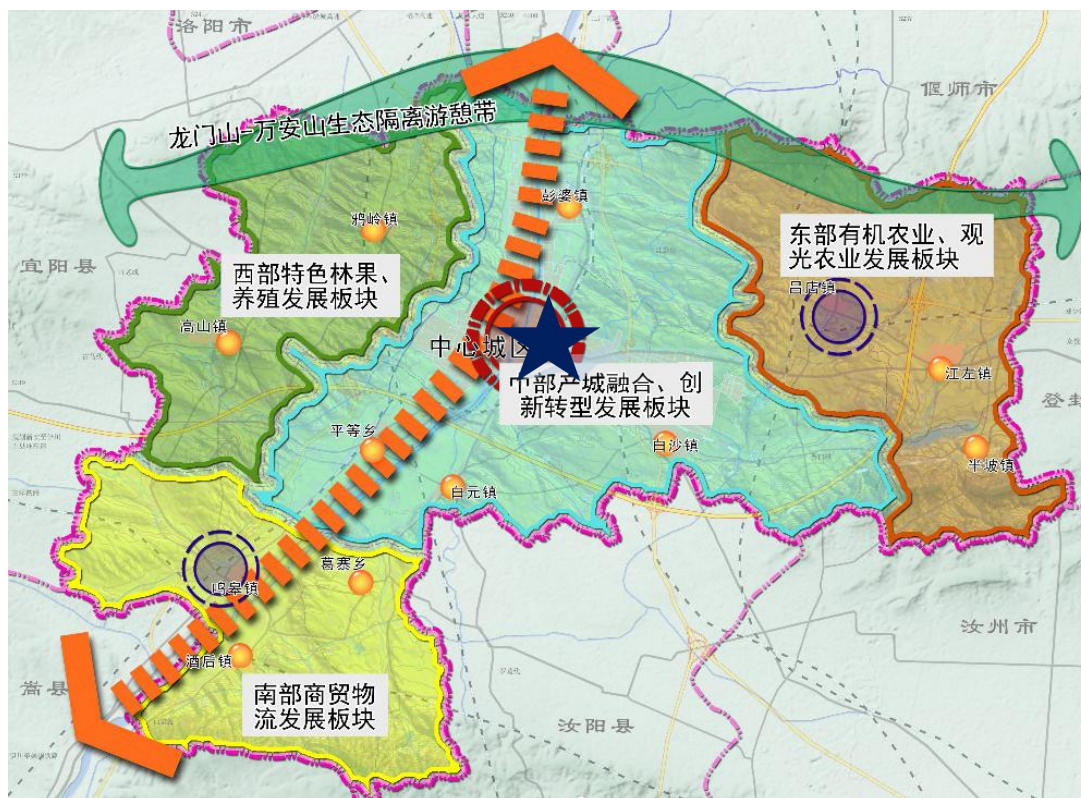 洛阳市
偃师市
龙门山-万安山生态隔离游憩带
彭婆镇
鸦岭镇
东部有机农业、观
光农业发展板块
宜阳县
西部特色林果、
养殖发展板块
吕店镇
高山镇
中心城区
江左镇
中部产城融合、创
新转型发展板块
登封
平等乡
白沙镇
半坡镇
白元镇
鸣皋镇
葛寨乡
汝州市
酒后镇
嵩县
南部商贸物
流发展板块
汝阳县